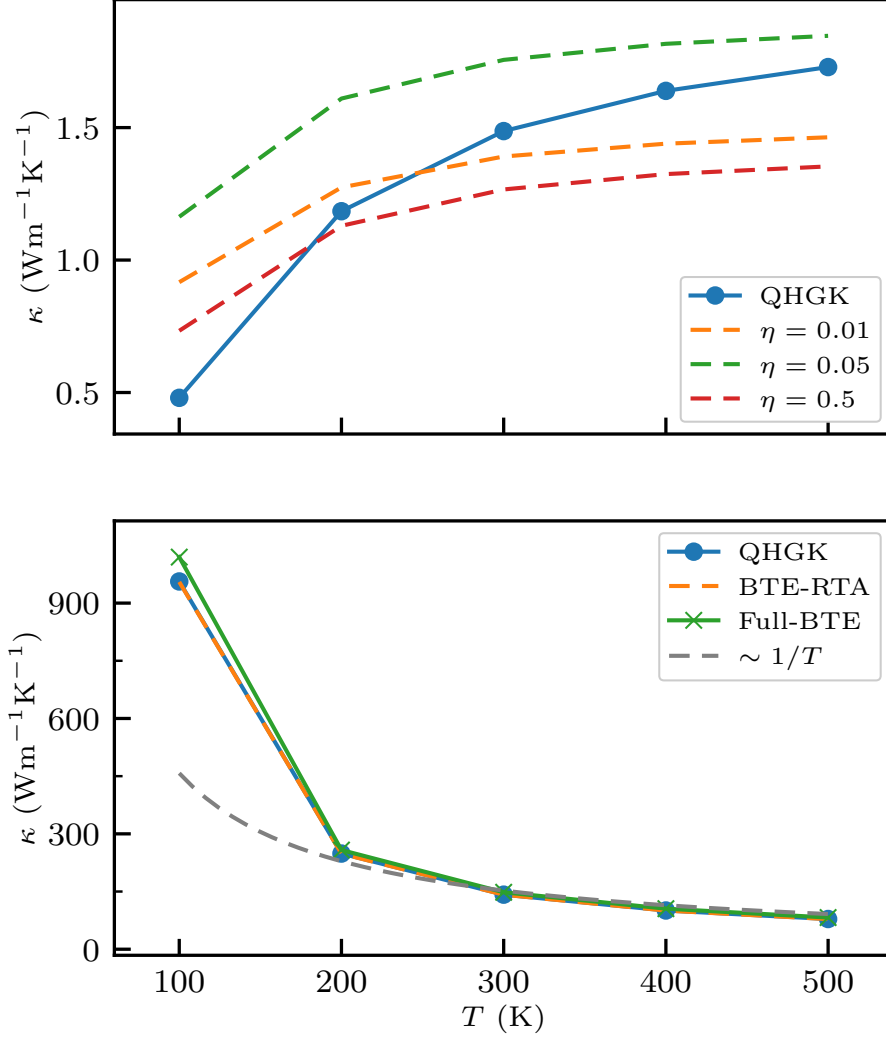 κ (Wm⁻¹K⁻¹)
1.5
1.0
0.5
QHGK
η = 0.01
η = 0.05
η = 0.5
κ (Wm⁻¹K⁻¹)
900
600
300
0
QHGK
BTE-RTA
Full-BTE
∼ 1/T
100 200 300 400 500
T (K)